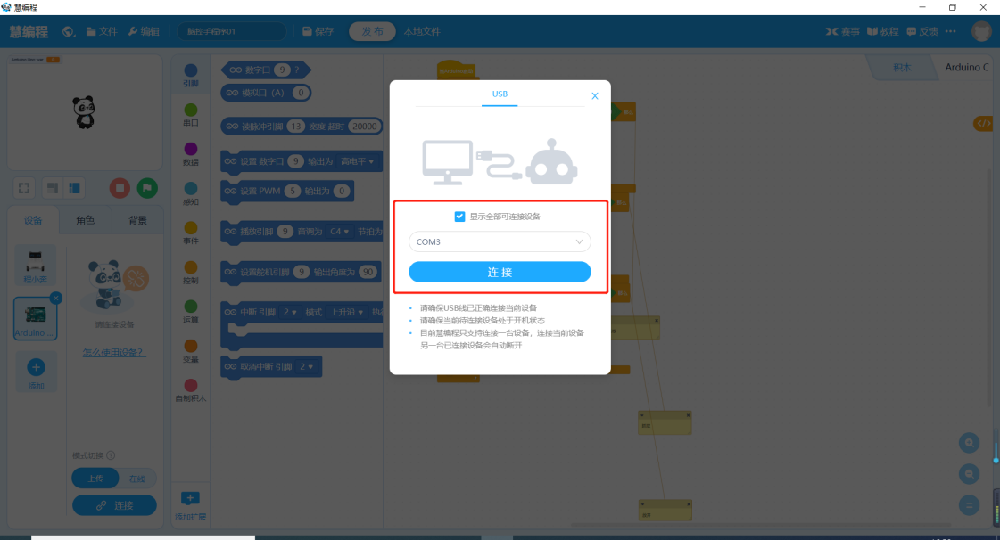 慧编程
慧编程 文件 编辑 脑控手程序01 保存 发布 本地文件 赛事 教程 反馈
积木 Arduino C
引脚
串口
数据
感知
事件
控制
运算
变量
自制积木
添加扩展
数字口 9 ?
模拟口 (A) 0
读脉冲引脚 13 宽度 超时 20000
设置 数字口 9 输出为 高电平
设置 PWM 5 输出为 0
播放引脚 9 音调为 C4 节拍为
设置舵机引脚 9 输出角度为 90
中断 引脚 2 模式 上升沿 执
取消中断 引脚 2
设备 角色 背景
程小奔
Arduino ...
添加
请连接设备
怎么使用设备?
模式切换
上传 在线
连接
USB
X
显示全部可连接设备
COM3
连接
• 请确保USB线已正确连接当前设备
• 请确保当前待连接设备处于开机状态
• 目前慧编程只支持连接一台设备，连接当前设备
另一台已连接设备会自动断开